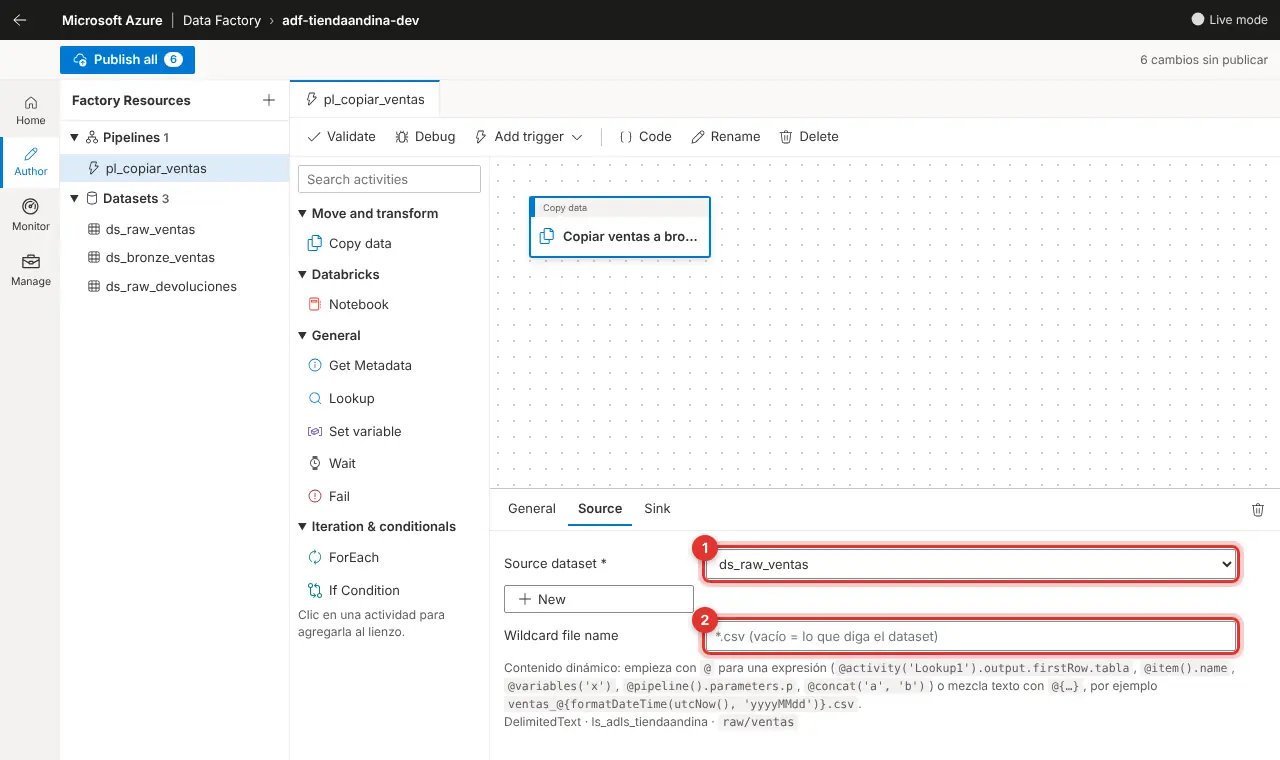 Microsoft Azure | Data Factory › adf-tiendaandina-dev
Live mode
Publish all 6
6 cambios sin publicar
Home
Author
Monitor
Manage
Factory Resources
Pipelines 1
pl_copiar_ventas
Datasets 3
ds_raw_ventas
ds_bronze_ventas
ds_raw_devoluciones
pl_copiar_ventas
Validate Debug Add trigger Code Rename Delete
Search activities
Move and transform
Copy data
Databricks
Notebook
General
Get Metadata
Lookup
Set variable
Wait
Fail
Iteration & conditionals
ForEach
If Condition
Clic en una actividad para
agregarla al lienzo.
Copy data
Copiar ventas a bro...
General Source Sink
1
Source dataset * ds_raw_ventas
+ New
2
Wildcard file name *.csv (vacío = lo que diga el dataset)
Contenido dinámico: empieza con @ para una expresión ( @activity('Lookup1').output.firstRow.tabla , @item().name ,
@variables('x') , @pipeline().parameters.p , @concat('a', 'b') ) o mezcla texto con @{…} , por ejemplo
ventas_@{formatDateTime(utcNow(), 'yyyyMMdd')}.csv .
DelimitedText · ls_adls_tiendaandina · raw/ventas